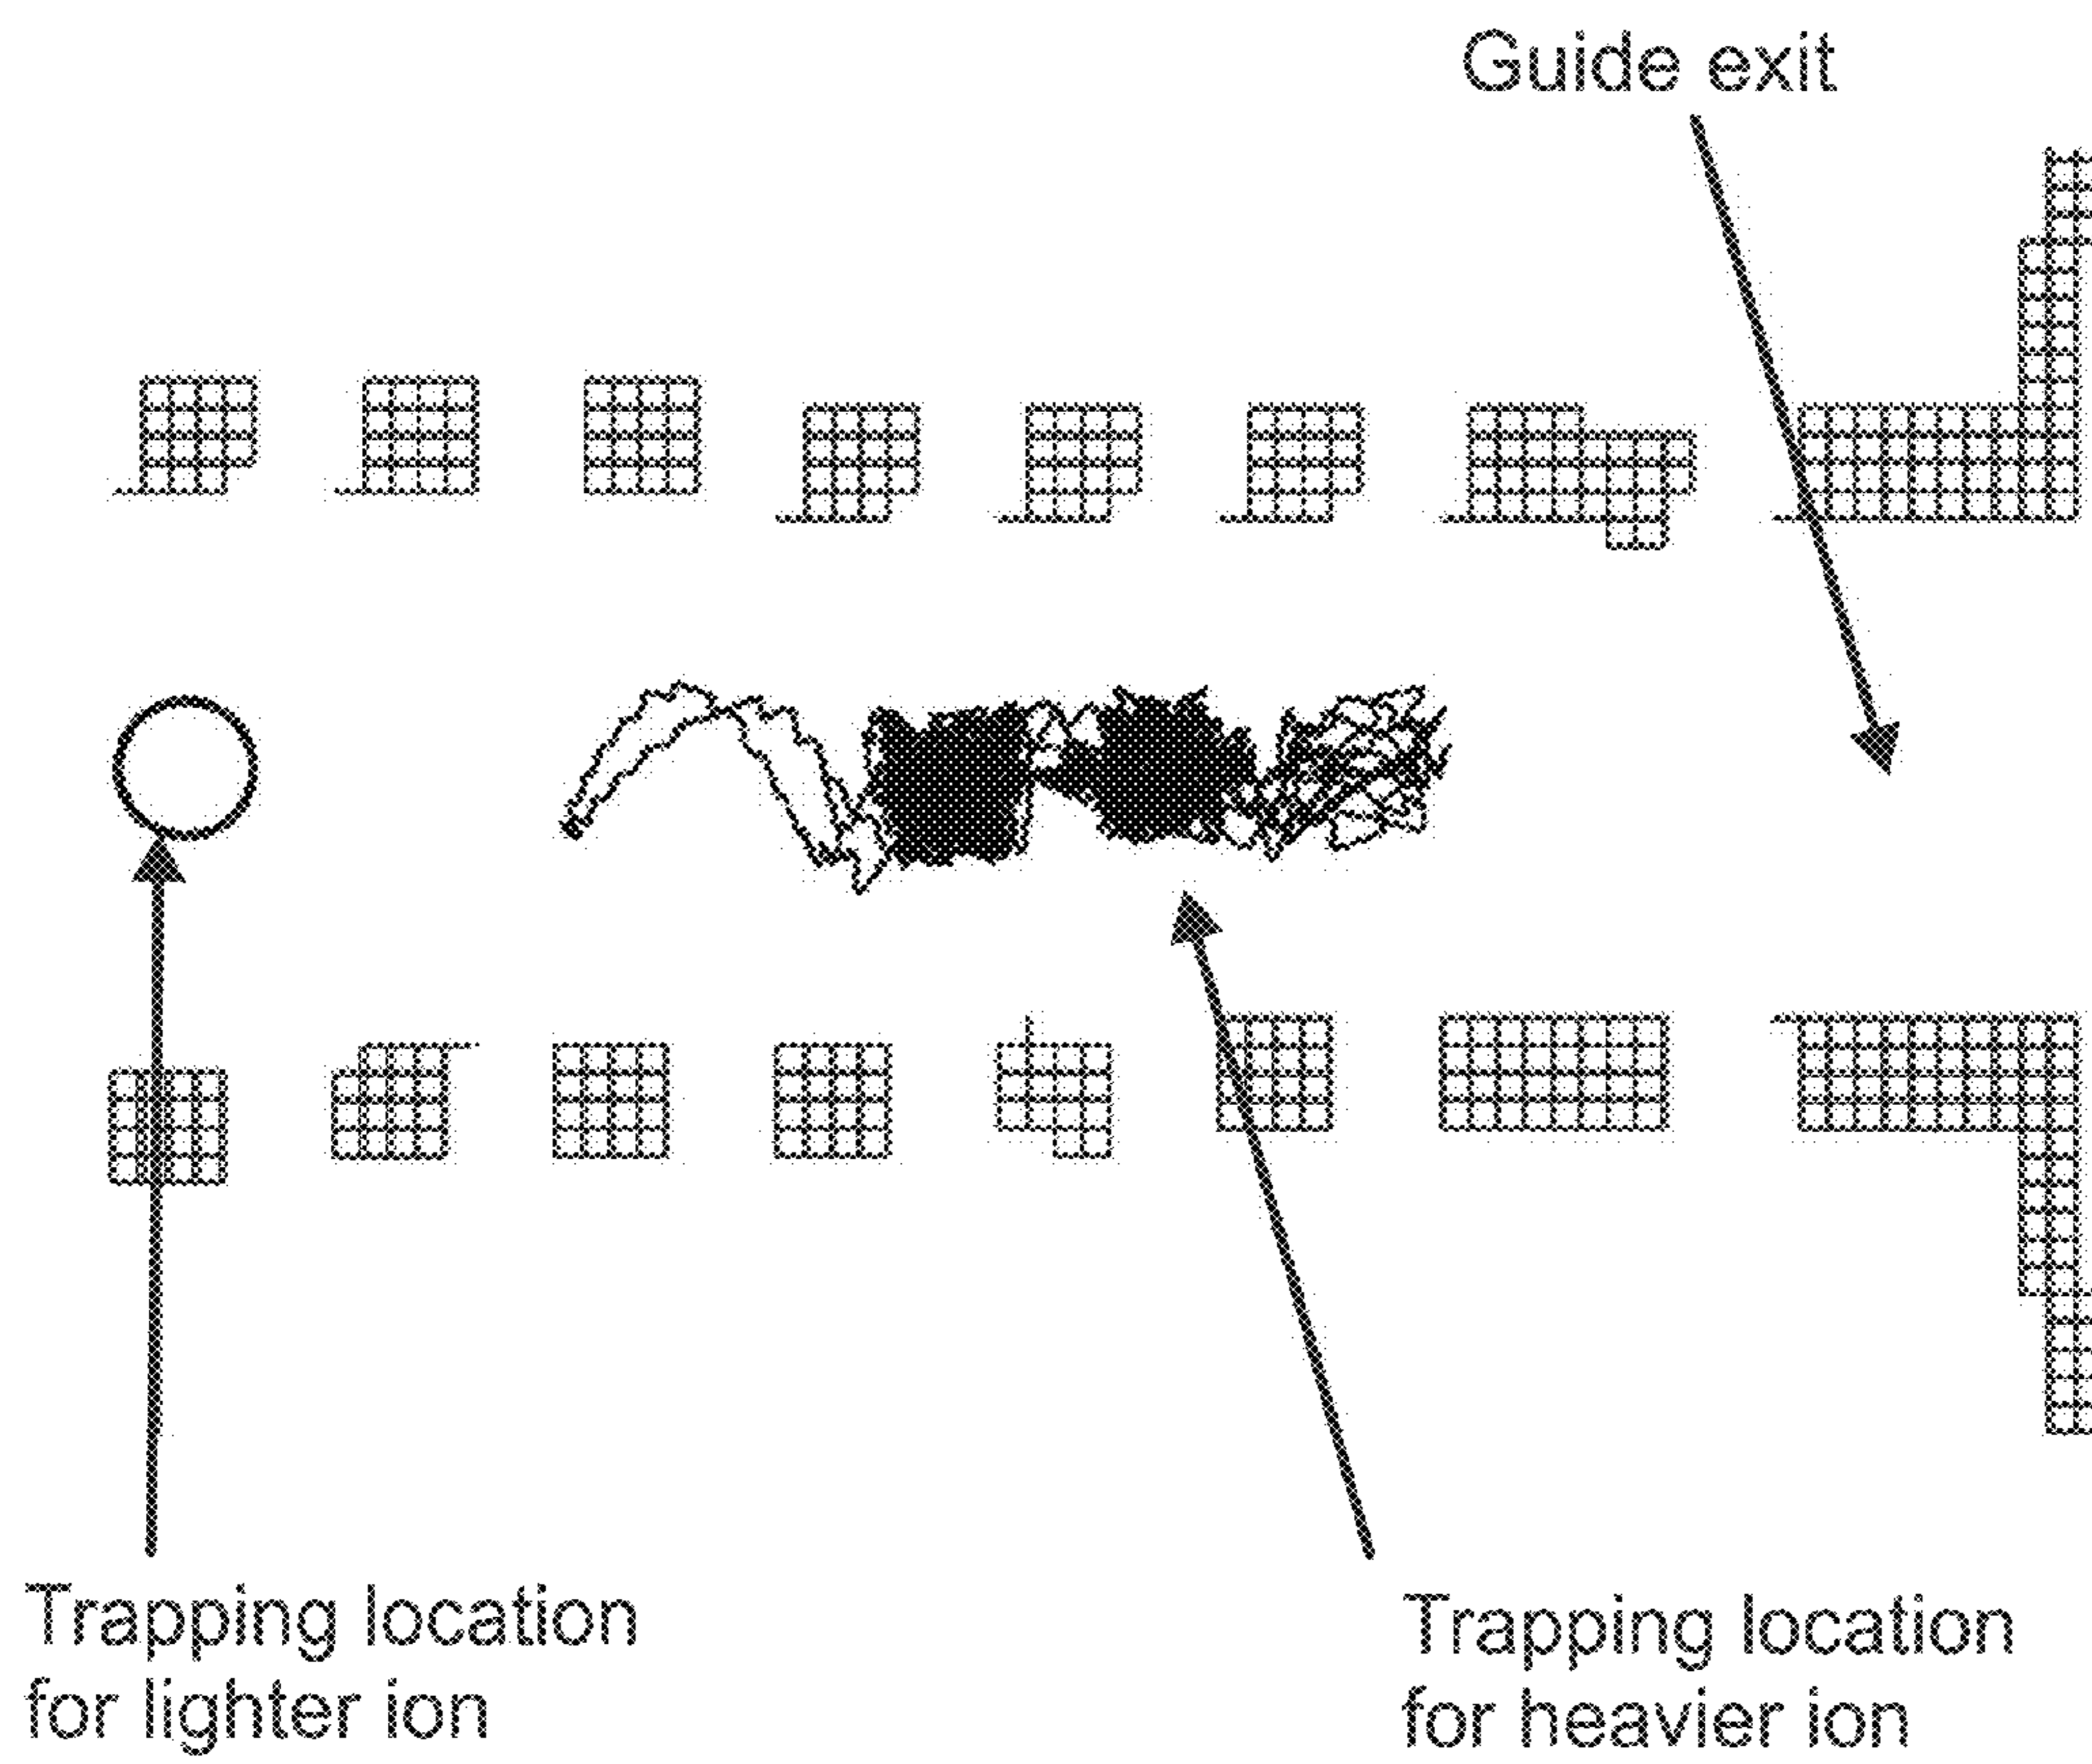 Guide exit
Trapping location
for lighter ion
Trapping location
for heavier ion